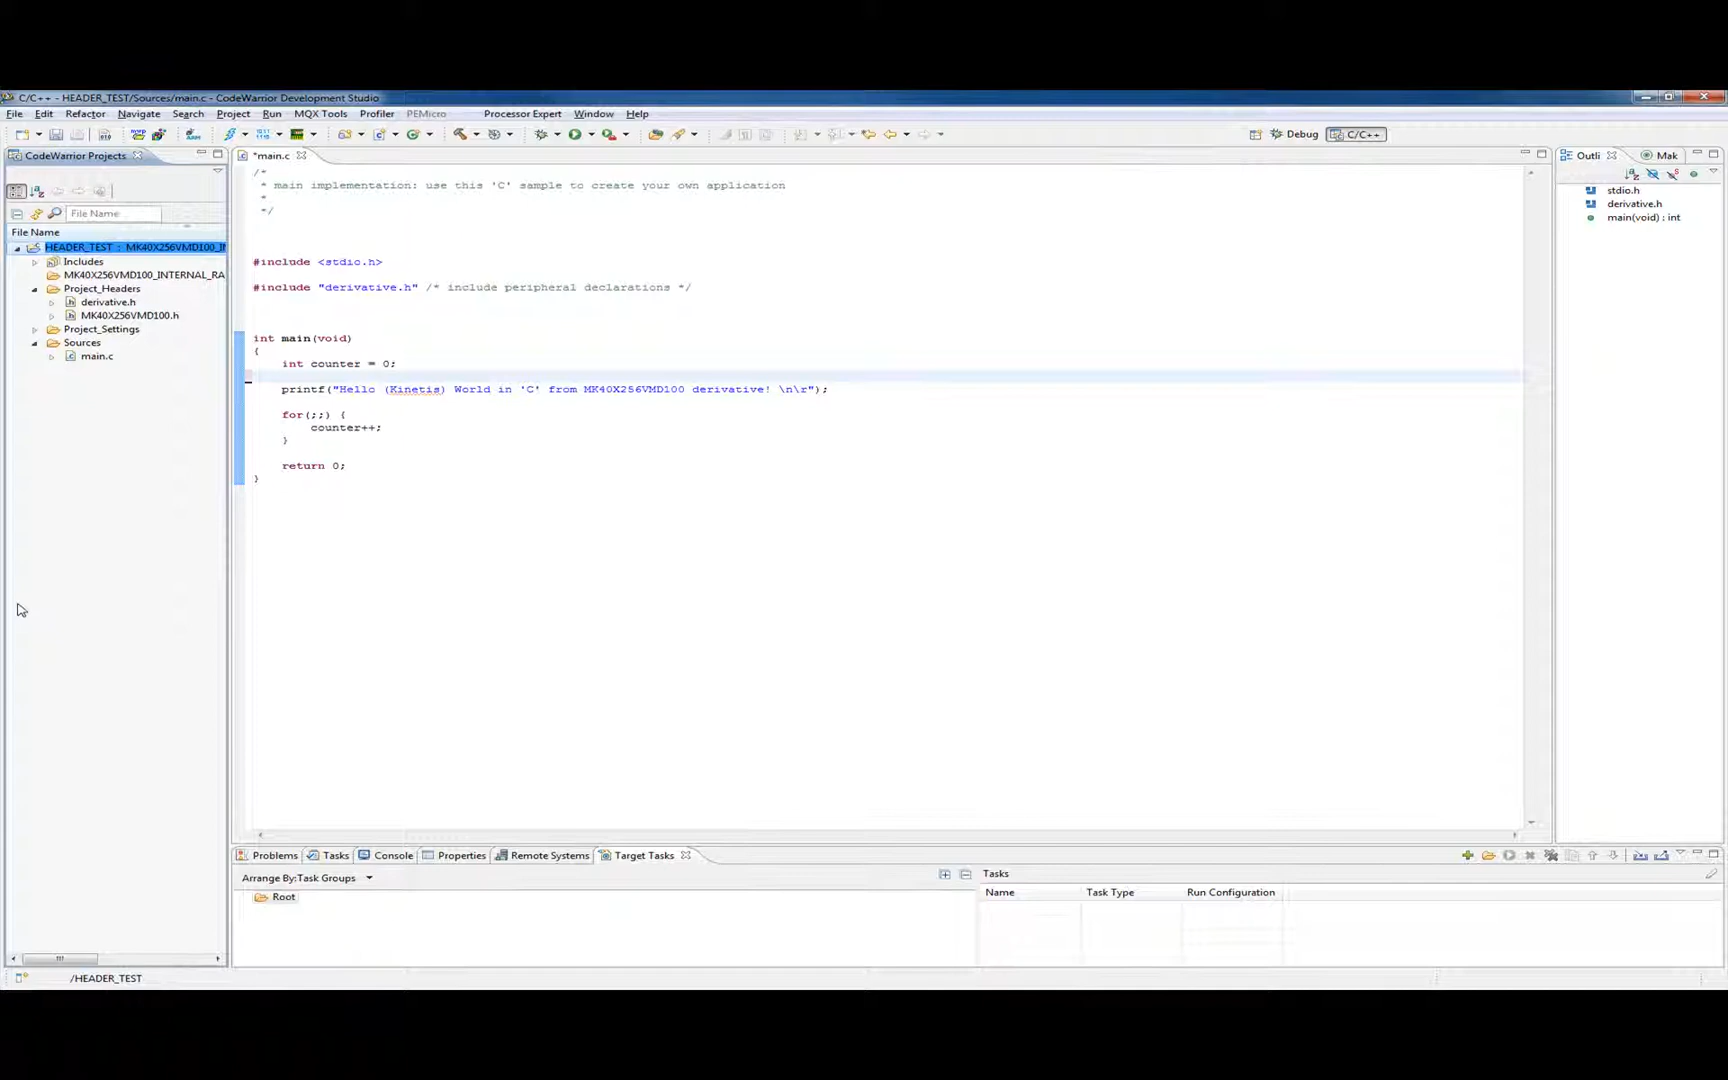 C/C++ - HEADER_TEST/Sources/main.c - CodeWarrior Development Studio
File Edit Refactor Navigate Search Project Run MQX Tools Profiler PEMicro Processor Expert Window Help
Debug C/C++
CodeWarrior Projects
File Name:
File Name
HEADER_TEST : MK40X256VMD100_I
Includes
MK40X256VMD100_INTERNAL_RA
Project_Headers
derivative.h
MK40X256VMD100.h
Project_Settings
Sources
main.c
*main.c
/*
* main implementation: use this 'C' sample to create your own application
*
*/
#include <stdio.h>
#include "derivative.h" /* include peripheral declarations */
int main(void)
{
int counter = 0;
printf("Hello (Kinetis) World in 'C' from MK40X256VMD100 derivative! \n\r");
for(;;) {
counter++;
}
return 0;
}
Outli Mak
stdio.h
derivative.h
main(void) : int
Problems Tasks Console Properties Remote Systems Target Tasks
Arrange By:Task Groups
Root
Tasks
Name Task Type Run Configuration
/HEADER_TEST